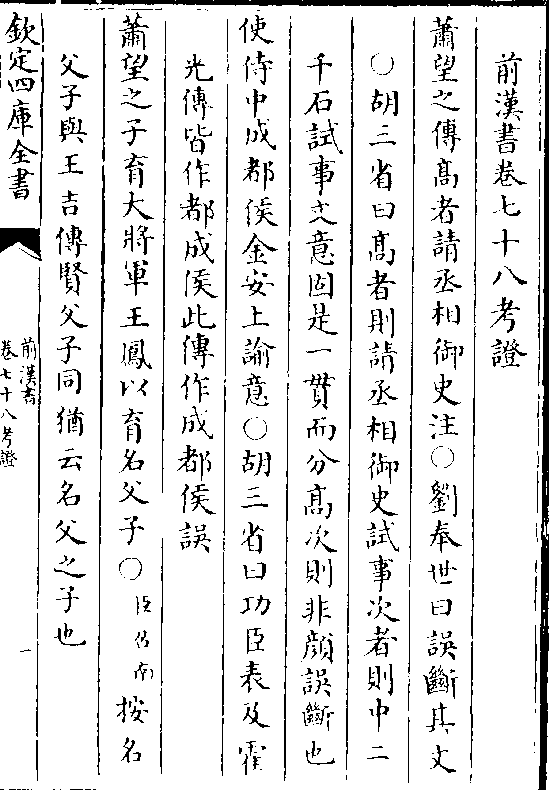 前漢書卷七十八考證
蕭望之傳髙者請丞相御史注○劉奉世曰誤斷其文
○胡三省曰髙者則請丞相御史試事次者則中二
千石試事文意固是一貫而分髙次則非顔誤斷也
使侍中成都侯金安上諭意○胡三省曰功臣表及霍
光傳皆作都成侯此傳作成都侯誤
蕭望之子育大將軍王鳳以育名父子○臣召南按名
父子與王吉傳賢父子同猶云名父之子也
欽定四庫全書
前漢書
卷七十八考證
一